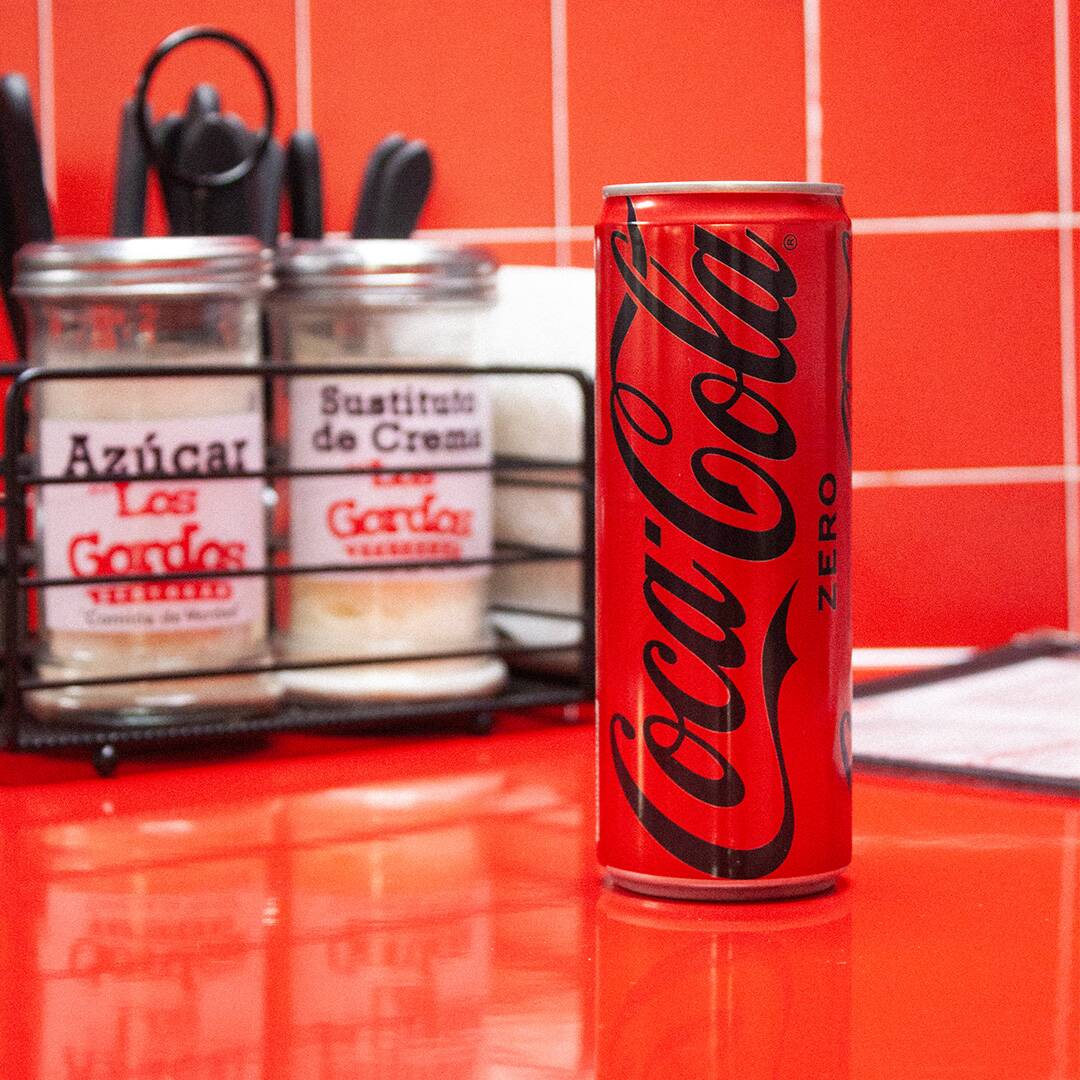 Azúcar
Los
Gordos
Sustituto
de Crema
Los
Gordos
Coca-Cola
®
ZERO